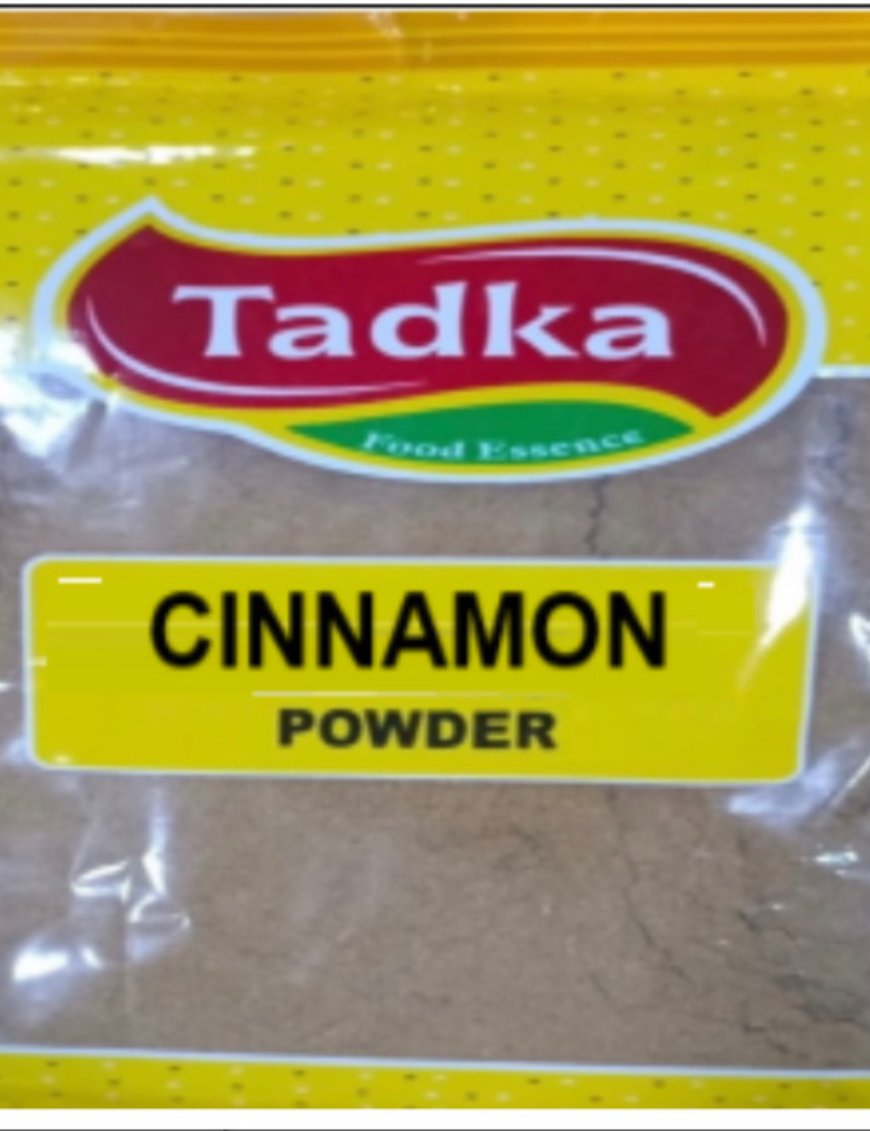 Tadka
Food Essence
CINNAMON
POWDER